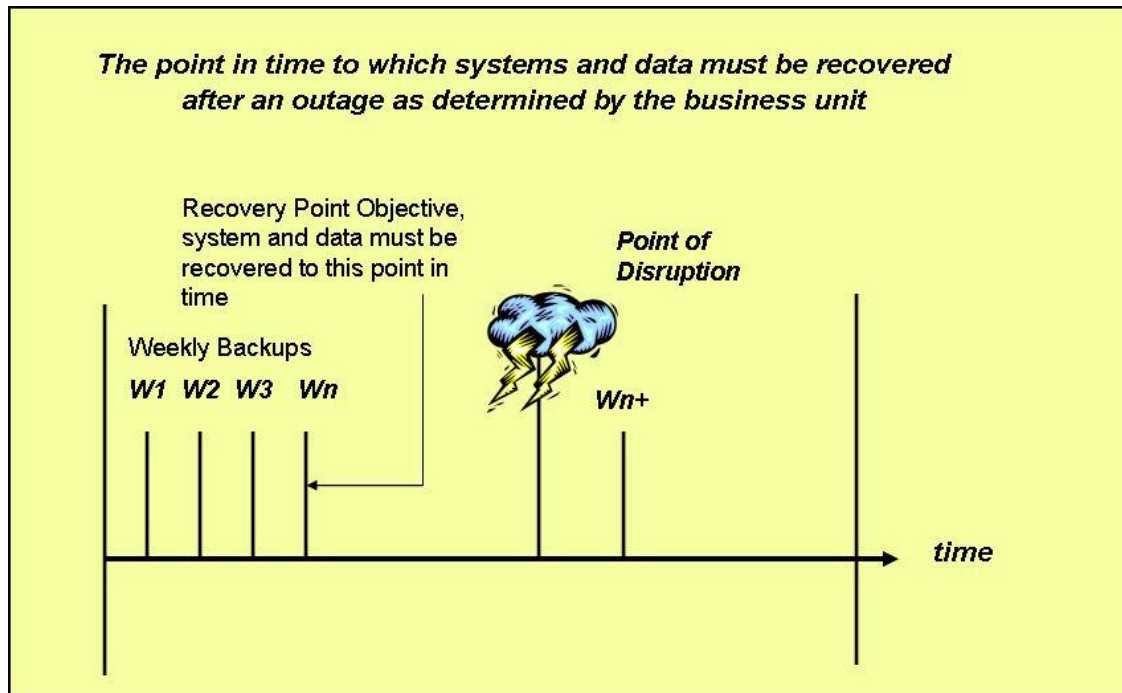 The point in time to which systems and data must be recovered
after an outage as determined by the business unit
Recovery Point Objective,
system and data must be
recovered to this point in
time
Point of
Disruption
Weekly Backups
W1 W2 W3 Wn
Wn+
time